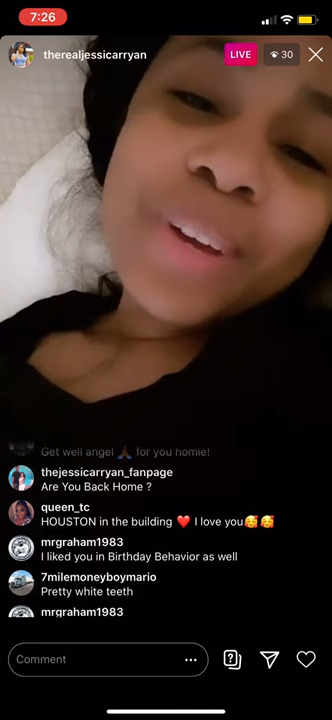 7:26
therealjessicarryan
LIVE
30
Get well angel 🙏🏾 for you homie!
thejessicarryan_fanpage
Are You Back Home ?
queen_tc
HOUSTON in the building ❤️ I love you🥰🥰
mrgraham1983
I liked you in Birthday Behavior as well
7milemoneyboymario
Pretty white teeth
mrgraham1983
Comment